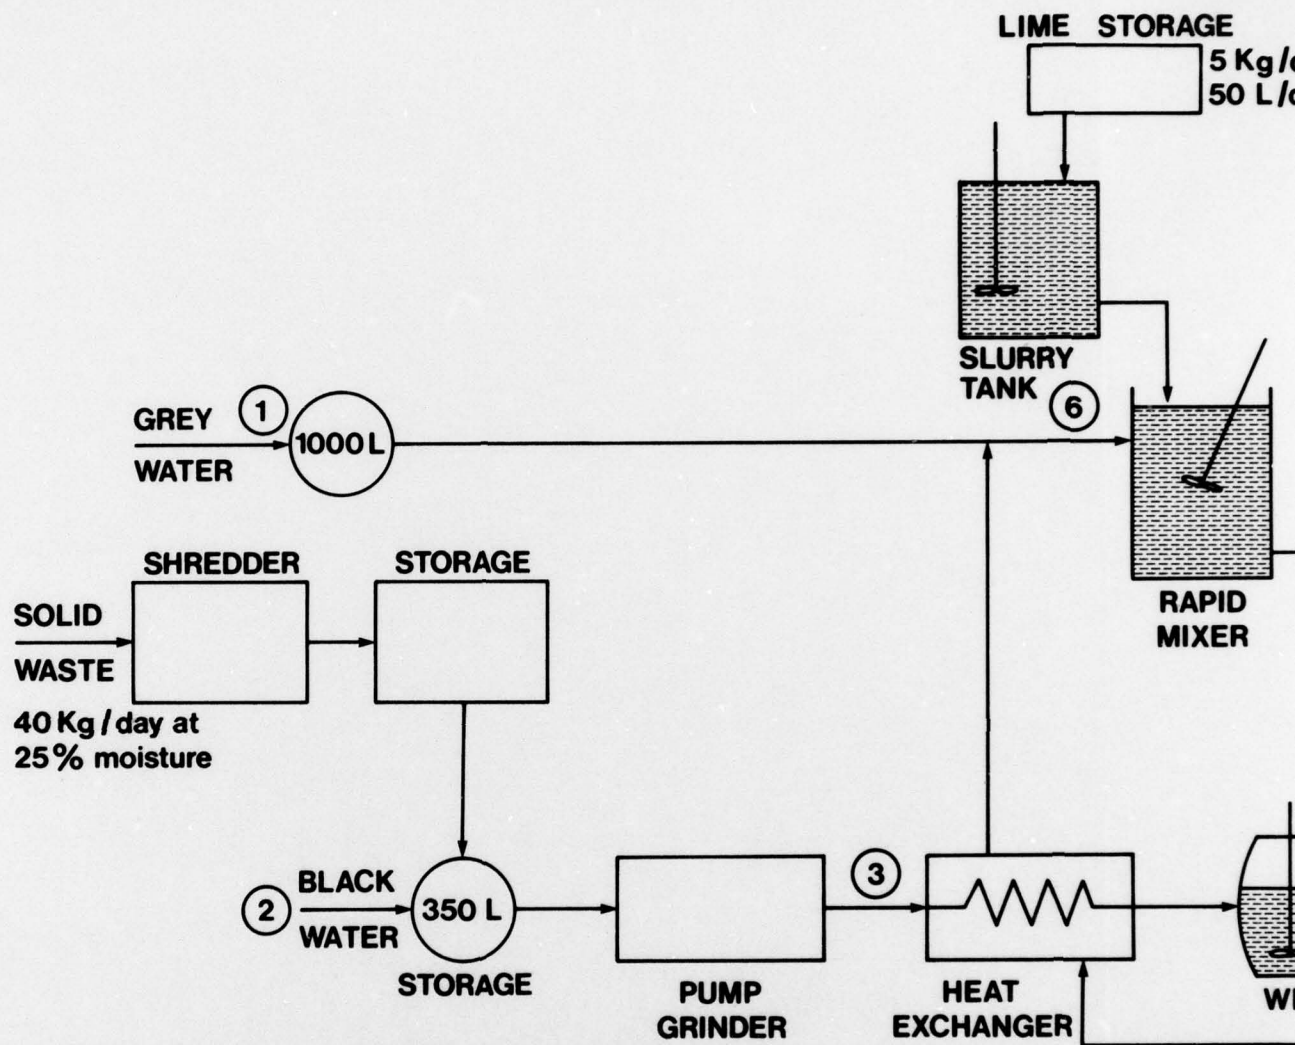 LIME STORAGE
5 Kg/
50 L/
SLURRY
TANK
6
GREY
1
1000 L
WATER
RAPID
MIXER
SHREDDER
STORAGE
SOLID
WASTE
40 Kg/day at
25% moisture
2
BLACK
WATER
350 L
STORAGE
PUMP
GRINDER
3
HEAT
EXCHANGER